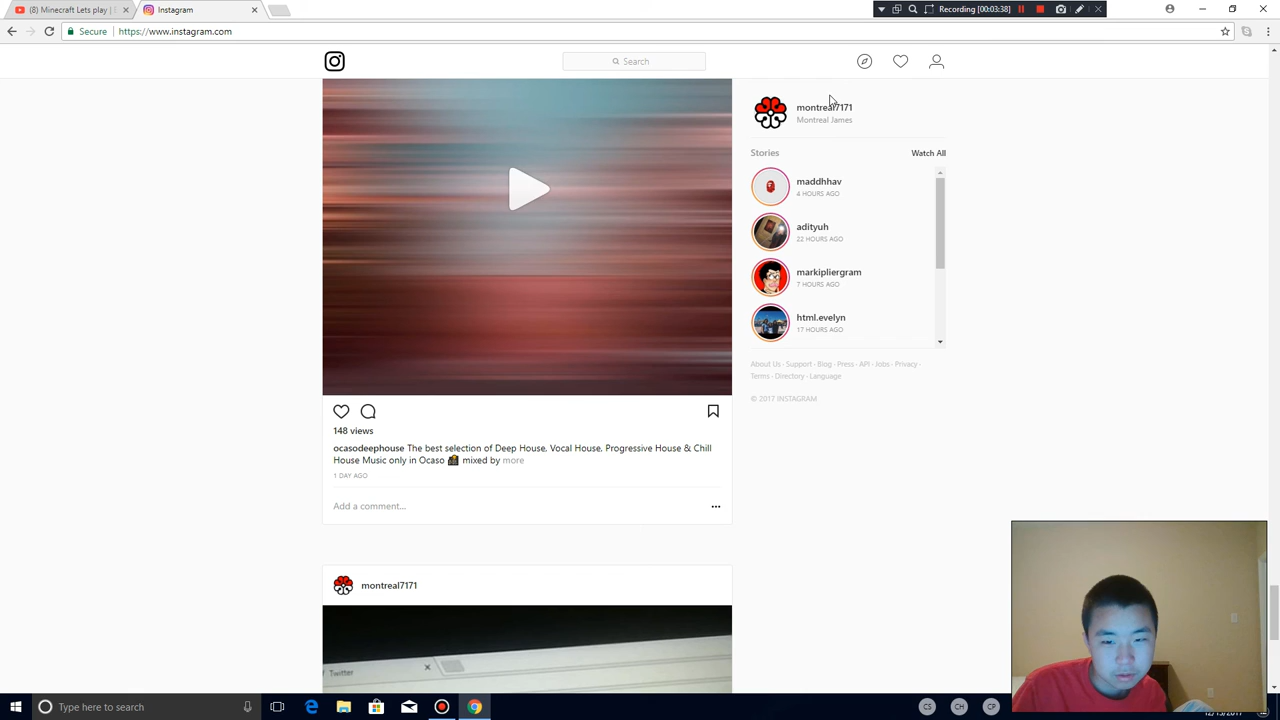 (8) Minecraft Lets play |
Instagram
Recording [00:03:38]
Secure
https://www.instagram.com
Search
montreal7171
Montreal James
Stories
Watch All
maddhhav
4 HOURS AGO
adityuh
22 HOURS AGO
markipliergram
7 HOURS AGO
html.evelyn
17 HOURS AGO
About Us · Support · Blog · Press · API · Jobs · Privacy ·
Terms · Directory · Language
© 2017 INSTAGRAM
148 views
ocasodeephouse The best selection of Deep House, Vocal House, Progressive House & Chill
House Music only in Ocaso mixed by more
1 DAY AGO
Add a comment...
montreal7171
Twitter
Type here to search
CS
CH
CP